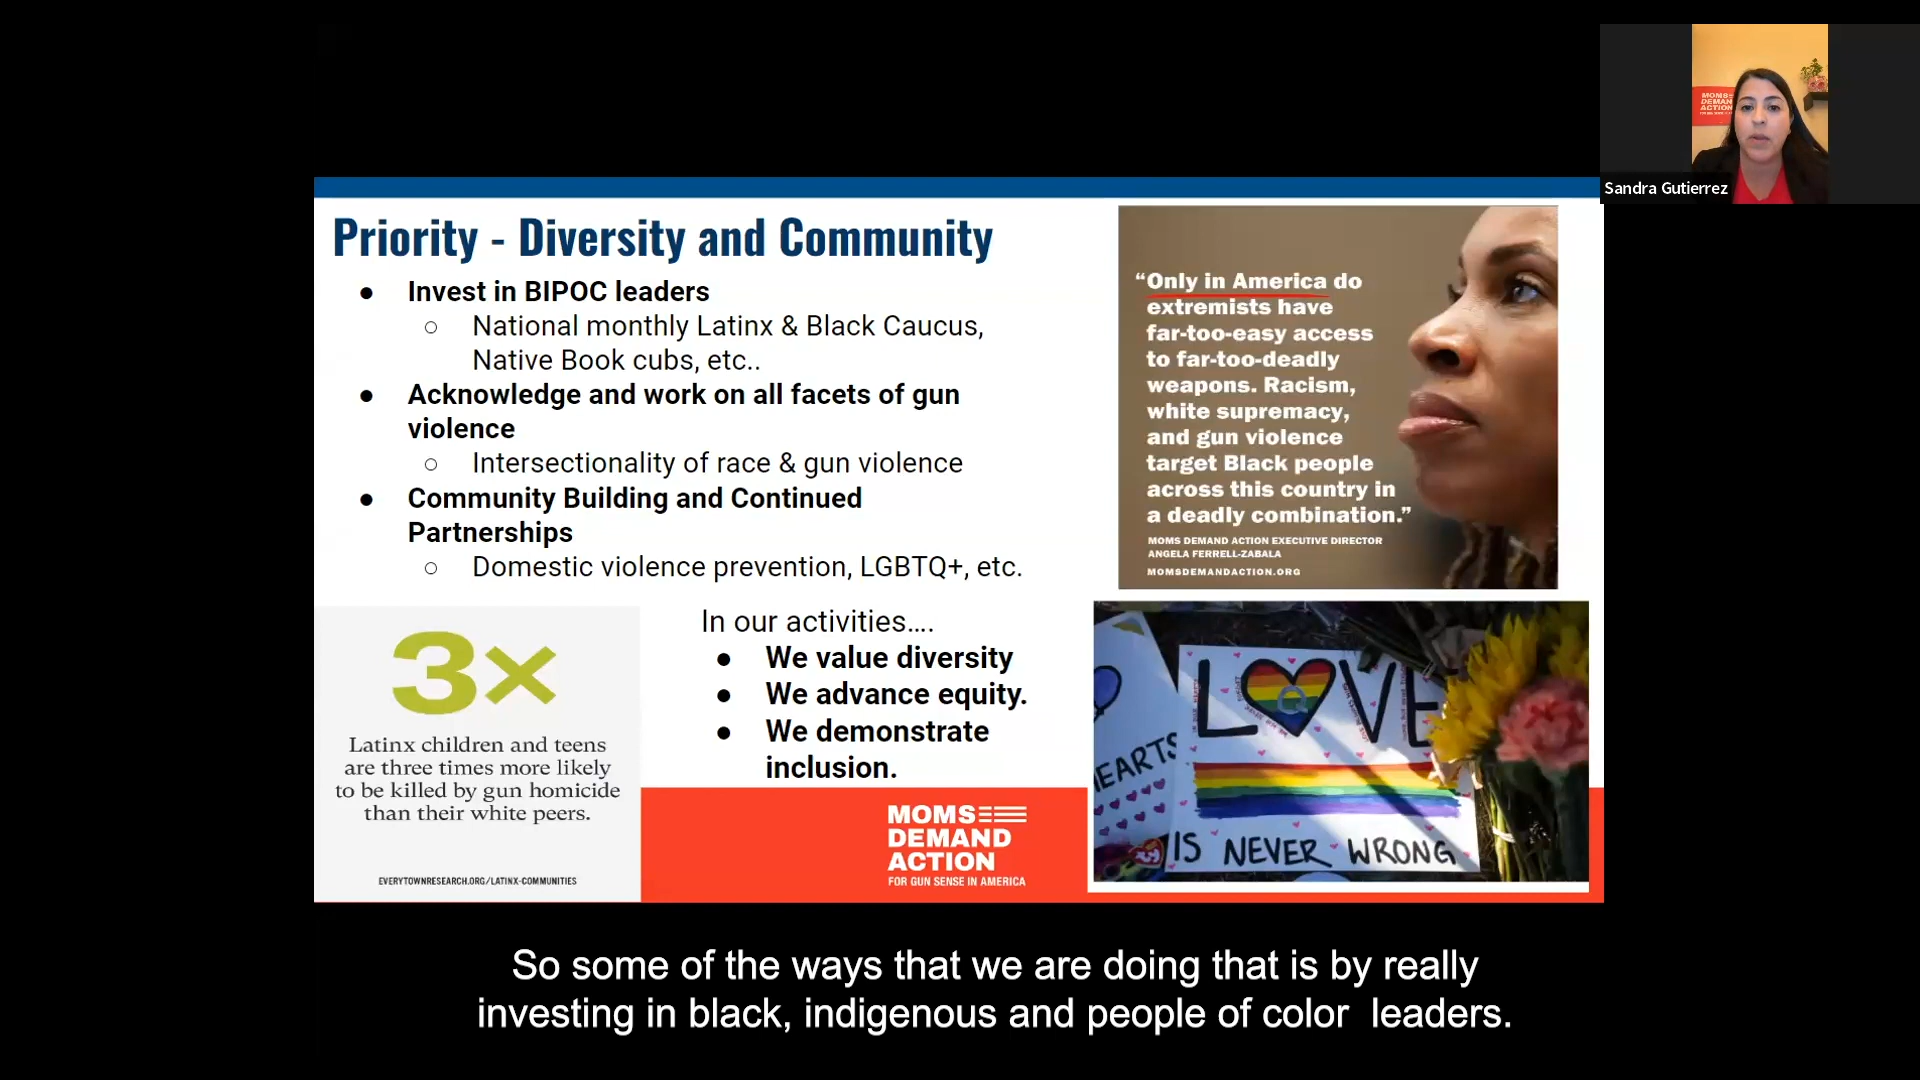 MOMS
DEMAND
ACTION
Sandra Gutierrez
Priority - Diversity and Community
● Invest in BIPOC leaders
○ National monthly Latinx & Black Caucus,
Native Book cubs, etc..
● Acknowledge and work on all facets of gun
violence
○ Intersectionality of race & gun violence
● Community Building and Continued
Partnerships
○ Domestic violence prevention, LGBTQ+, etc.
“Only in America do
extremists have
far-too-easy access
to far-too-deadly
weapons. Racism,
white supremacy,
and gun violence
target Black people
across this country in
a deadly combination.”
MOMS DEMAND ACTION EXECUTIVE DIRECTOR
ANGELA FERRELL-ZABALA
MOMSDEMANDACTION.ORG
3×
Latinx children and teens
are three times more likely
to be killed by gun homicide
than their white peers.
EVERYTOWNRESEARCH.ORG/LATINX-COMMUNITIES
In our activities....
● We value diversity
● We advance equity.
● We demonstrate
inclusion.
MOMS
DEMAND
ACTION
FOR GUN SENSE IN AMERICA
HEARTS
LOVE
IS NEVER WRONG
So some of the ways that we are doing that is by really
investing in black, indigenous and people of color leaders.